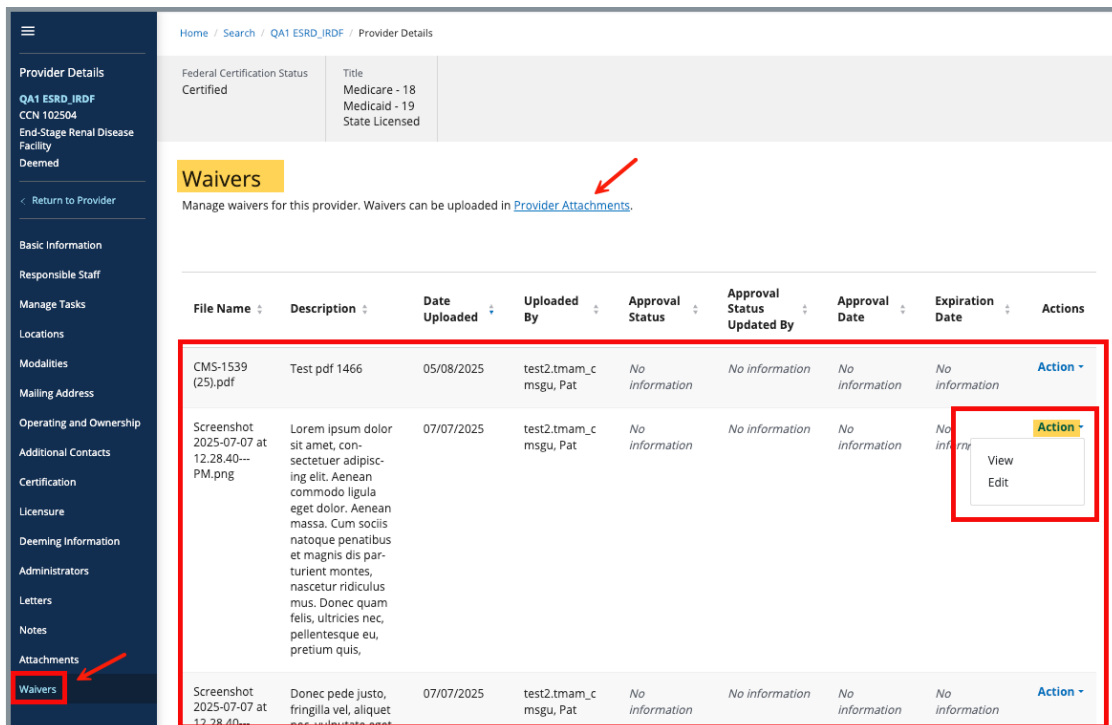 Home / Search / QA1 ESRD_IRDF / Provider Details
Provider Details
QA1 ESRD_IRDF
CCN 102504
End-Stage Renal Disease
Facility
Deemed
< Return to Provider
Basic Information
Responsible Staff
Manage Tasks
Locations
Modalities
Mailing Address
Operating and Ownership
Additional Contacts
Certification
Licensure
Deeming Information
Administrators
Letters
Notes
Attachments
Waivers
Federal Certification Status
Certified
Title
Medicare - 18
Medicaid - 19
State Licensed
Waivers
Manage waivers for this provider. Waivers can be uploaded in Provider Attachments.
File Name
Description
Date
Uploaded
Uploaded
By
Approval
Status
Approval
Status
Updated By
Approval
Date
Expiration
Date
Actions
CMS-1539
(25).pdf
Test pdf 1466
05/08/2025
test2.tmam_c
msgu, Pat
No
information
No information
No
information
No
information
Action
Screenshot
2025-07-07 at
12.28.40---
PM.png
Lorem ipsum dolor
sit amet, con-
sectetuer adipisc-
ing elit. Aenean
commodo ligula
eget dolor. Aenean
massa. Cum sociis
natoque penatibus
et magnis dis par-
turient montes,
nascetur ridiculus
mus. Donec quam
felis, ultricies nec,
pellentesque eu,
pretium quis,
07/07/2025
test2.tmam_c
msgu, Pat
No
information
No information
No
information
No
Action
View
Edit
Screenshot
2025-07-07 at
12.28.40---
Donec pede justo,
fringilla vel, aliquet
nec, vulputate eget
07/07/2025
test2.tmam_c
msgu, Pat
No
information
No information
No
information
No
information
Action